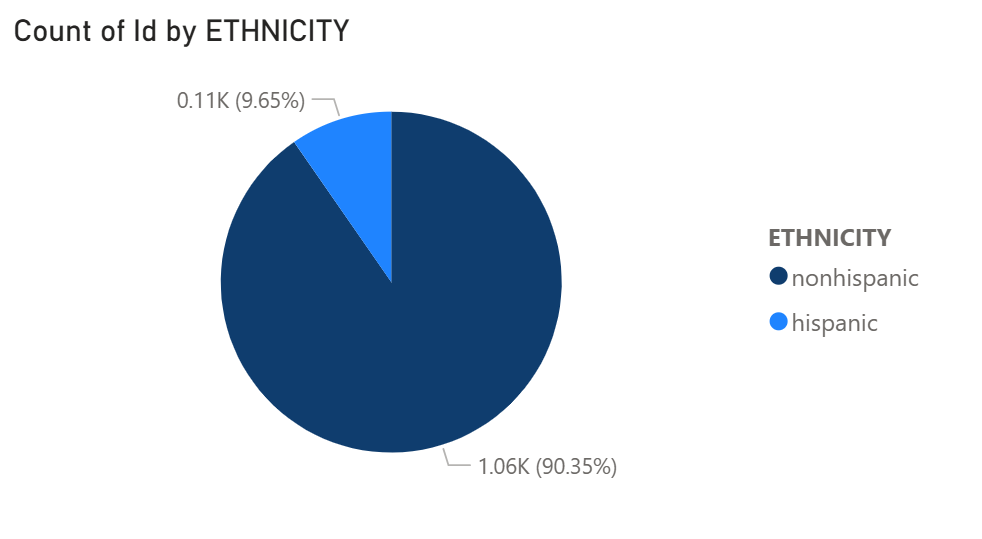 Count of Id by ETHNICITY
0.11K (9.65%)
ETHNICITY
nonhispanic
hispanic
1.06K (90.35%)